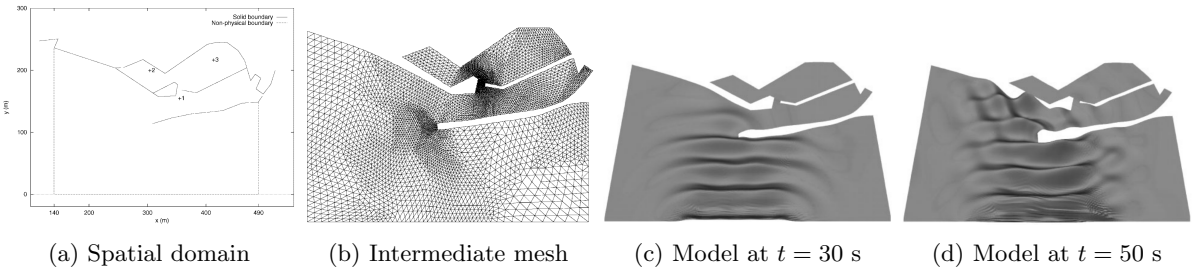 300
200
100
0
y (m)
Solid boundary
Non-physical boundary
+2
+3
+1
140 200 300 400 490
x (m)
(a) Spatial domain
(b) Intermediate mesh
(c) Model at t = 30 s
(d) Model at t = 50 s